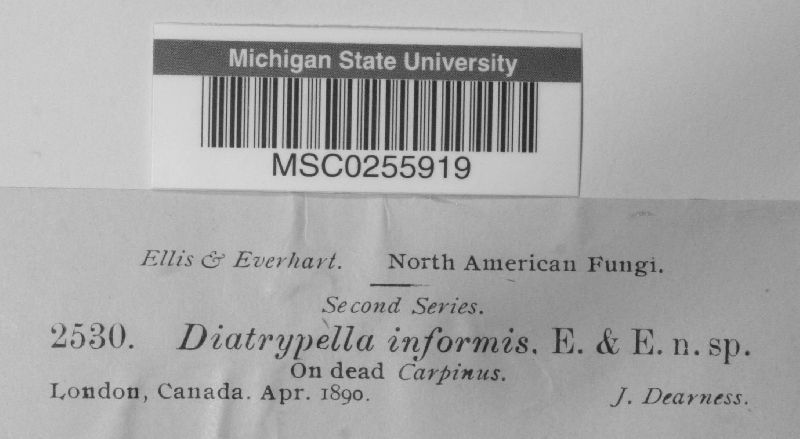 Michigan State University
MSC0255919
Ellis & Everhart. North American Fungi.
Second Series.
2530. Diatrypella informis. E. & E. n. sp.
On dead Carpinus.
London, Canada. Apr. 1890. J. Dearness.